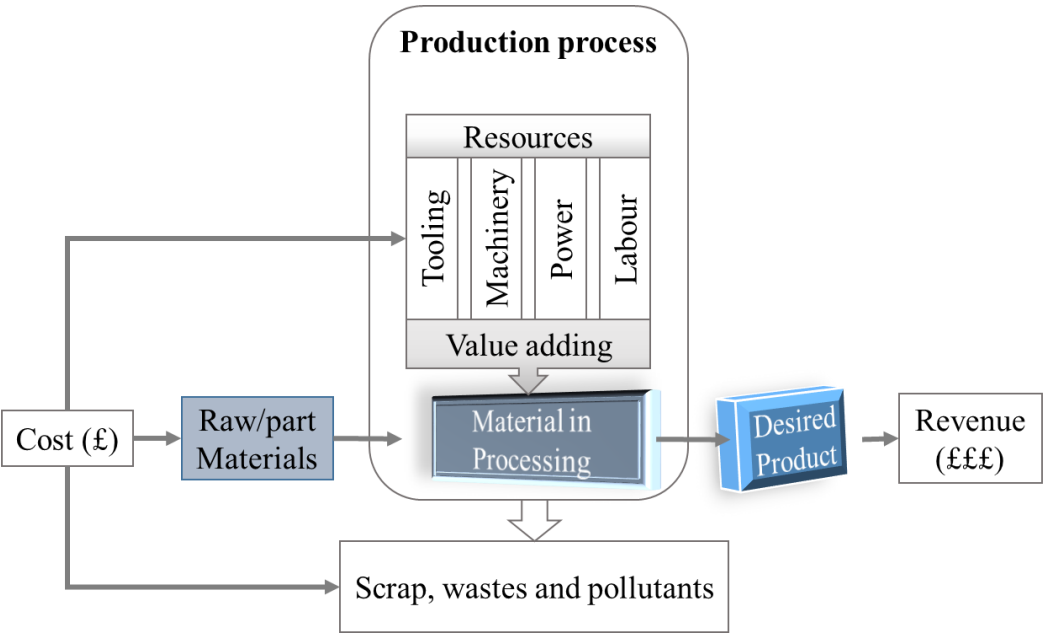 Production process
Resources
Tooling
Machinery
Power
Labour
Value adding
Cost (£)
Raw/part
Materials
Material in
Processing
Desired
Product
Revenue
(£££)
Scrap, wastes and pollutants